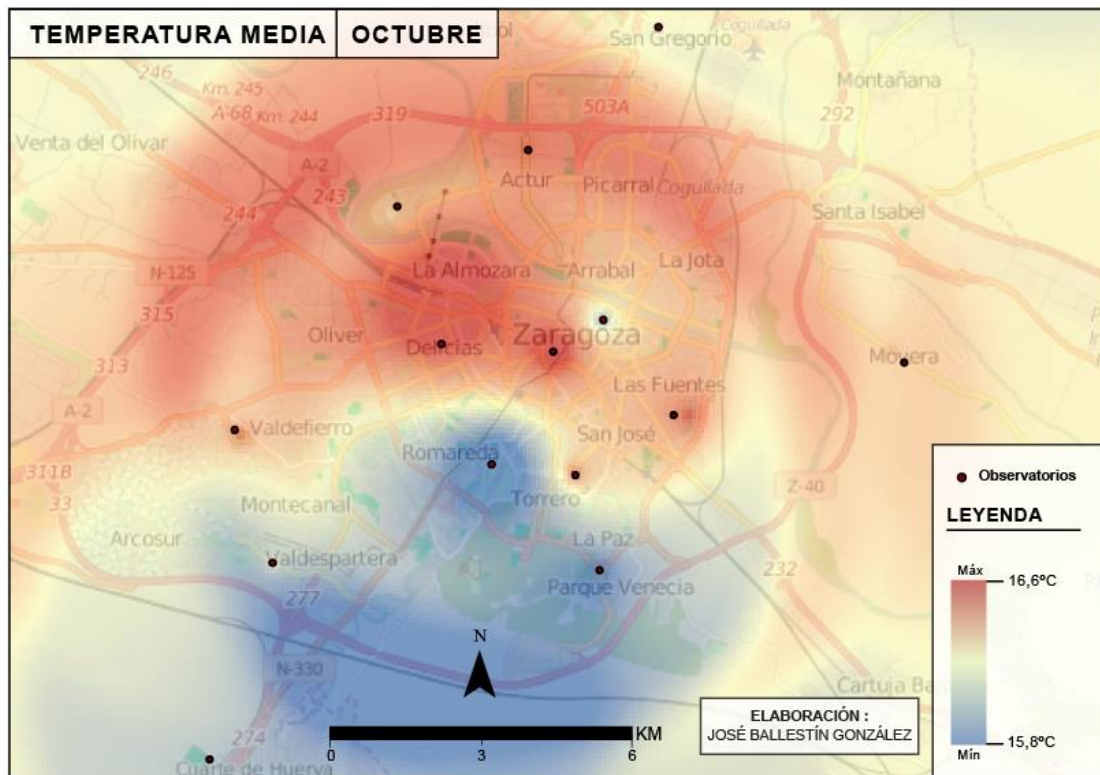 TEMPERATURA MEDIA OCTUBRE
Cogullada
San Gregorio
246
Km. 245
Montañana
A-68 Km. 244
319
503A
292
Venta del Olivar
A-2
Actur
Picarral
Cogullada
243
244
Santa Isabel
N-125
La Almozara
Arrabal
La Jota
315
Oliver
Delicias
Zaragoza
Movera
313
Las Fuentes
A-2
Valdefierro
San José
Romareda
311B
33
Montecanal
Torrero
Z-40
Arcosur
La Paz
Valdespartera
Parque Venecia
232
277
N-330
274
Cuarte de Huerva
Cartuja Ba
N
KM
0 3 6
ELABORACIÓN :
JOSÉ BALLESTÍN GONZÁLEZ
Observatorios
LEYENDA
Máx
16,6ºC
15,8ºC
Mín